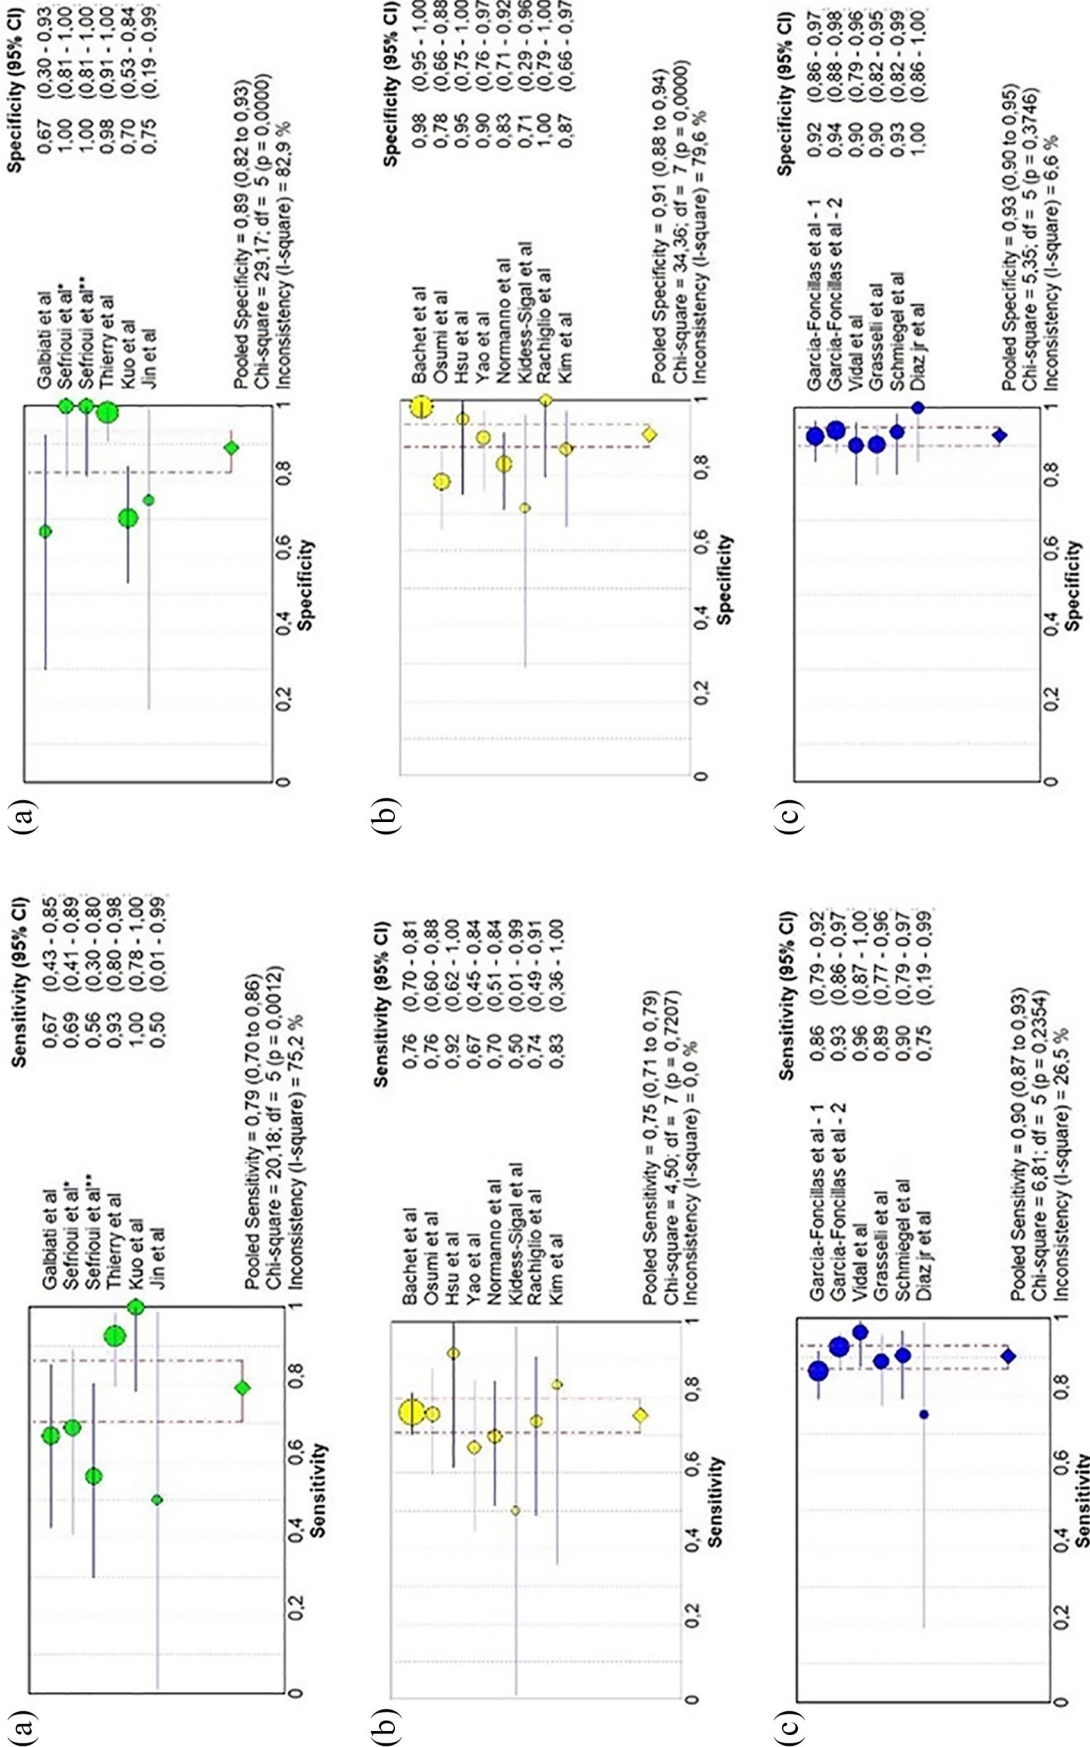 (a)
Sensitivity (95% CI)
Galbiati et al 0,67 (0,43 - 0,85
Sefrioui et al* 0,69 (0,41 - 0,89
Sefrioui et al** 0,56 (0,30 - 0,80
Thierry et al 0,93 (0,80 - 0,98
Kuo et al 1,00 (0,78 - 1,00
Jin et al 0,50 (0,01 - 0,99
Pooled Sensitivity = 0,79 (0,70 to 0,86)
Chi-square = 20,18; df = 5 (p = 0,0012)
Inconsistency (I-square) = 75,2 %
0 0,2 0,4 0,6 0,8 1
Sensitivity
(a)
Specificity (95% CI)
Galbiati et al 0,67 (0,30 - 0,93
Sefrioui et al* 1,00 (0,81 - 1,00
Sefrioui et al** 1,00 (0,81 - 1,00
Thierry et al 0,98 (0,91 - 1,00
Kuo et al 0,70 (0,53 - 0,84
Jin et al 0,75 (0,19 - 0,99
Pooled Specificity = 0,89 (0,82 to 0,93)
Chi-square = 29,17; df = 5 (p = 0,0000)
Inconsistency (I-square) = 82,9 %
0 0,2 0,4 0,6 0,8 1
Specificity
(b)
Sensitivity (95% CI)
Bachet et al 0,76 (0,70 - 0,81
Osumi et al 0,76 (0,60 - 0,88
Hsu et al 0,92 (0,62 - 1,00
Yao et al 0,67 (0,45 - 0,84
Normanno et al 0,70 (0,51 - 0,84
Kidess-Sigal et al 0,50 (0,01 - 0,99
Rachiglio et al 0,74 (0,49 - 0,91
Kim et al 0,83 (0,36 - 1,00
Pooled Sensitivity = 0,75 (0,71 to 0,79)
Chi-square = 4,50; df = 7 (p = 0,7207)
Inconsistency (I-square) = 0,0 %
0 0,2 0,4 0,6 0,8 1
Sensitivity
(b)
Specificity (95% CI)
Bachet et al 0,98 (0,95 - 1,00
Osumi et al 0,78 (0,66 - 0,88
Hsu et al 0,95 (0,75 - 1,00
Yao et al 0,90 (0,76 - 0,97
Normanno et al 0,83 (0,71 - 0,92
Kidess-Sigal et al 0,71 (0,29 - 0,96
Rachiglio et al 1,00 (0,79 - 1,00
Kim et al 0,87 (0,66 - 0,97
Pooled Specificity = 0,91 (0,88 to 0,94)
Chi-square = 34,36; df = 7 (p = 0,0000)
Inconsistency (I-square) = 79,6 %
0 0,2 0,4 0,6 0,8 1
Specificity
(c)
Sensitivity (95% CI)
Garcia-Foncillas et al - 1 0,86 (0,79 - 0,92
Garcia-Foncillas et al - 2 0,93 (0,86 - 0,97
Vidal et al 0,96 (0,87 - 1,00
Grasselli et al 0,89 (0,77 - 0,96
Schmiegel et al 0,90 (0,79 - 0,97
Diaz jr et al 0,75 (0,19 - 0,99
Pooled Sensitivity = 0,90 (0,87 to 0,93)
Chi-square = 6,81; df = 5 (p = 0,2354)
Inconsistency (I-square) = 26,5 %
0 0,2 0,4 0,6 0,8 1
Sensitivity
(c)
Specificity (95% CI)
Garcia-Foncillas et al - 1 0,92 (0,86 - 0,97
Garcia-Foncillas et al - 2 0,94 (0,88 - 0,98
Vidal et al 0,90 (0,79 - 0,96
Grasselli et al 0,90 (0,82 - 0,95
Schmiegel et al 0,93 (0,82 - 0,99
Diaz jr et al 1,00 (0,86 - 1,00
Pooled Specificity = 0,93 (0,90 to 0,95)
Chi-square = 5,35; df = 5 (p = 0,3746)
Inconsistency (I-square) = 6,6 %
0 0,2 0,4 0,6 0,8 1
Specificity